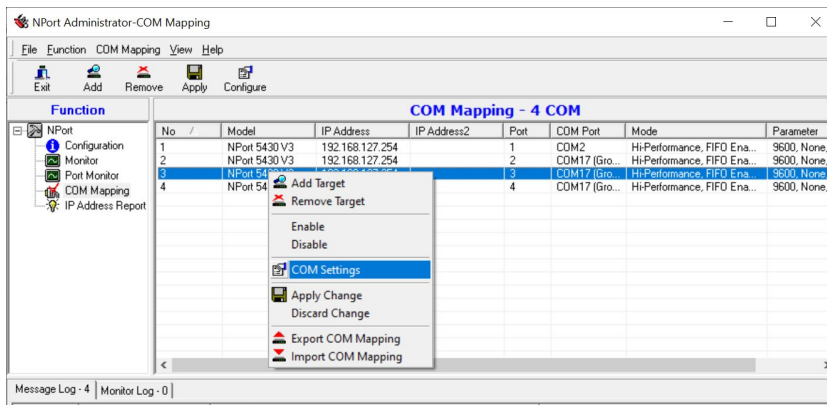 NPort Administrator-COM Mapping
File Function COM Mapping View Help
Exit Add Remove Apply Configure
Function
COM Mapping - 4 COM
NPort
Configuration
Monitor
Port Monitor
COM Mapping
IP Address Report
No Model IP Address IP Address2 Port COM Port Mode Parameter
1 NPort 5430 V3 192.168.127.254 1 COM2 Hi-Performance, FIFO Ena... 9600, None,
2 NPort 5430 V3 192.168.127.254 2 COM17 (Gro... Hi-Performance, FIFO Ena... 9600, None,
3 NPort 3 COM17 (Gro... Hi-Performance, FIFO Ena... 9600, None,
4 NPort 54 4 COM17 (Gro... Hi-Performance, FIFO Ena... 9600, None,
Add Target
Remove Target
Enable
Disable
COM Settings
Apply Change
Discard Change
Export COM Mapping
Import COM Mapping
Message Log - 4 Monitor Log - 0